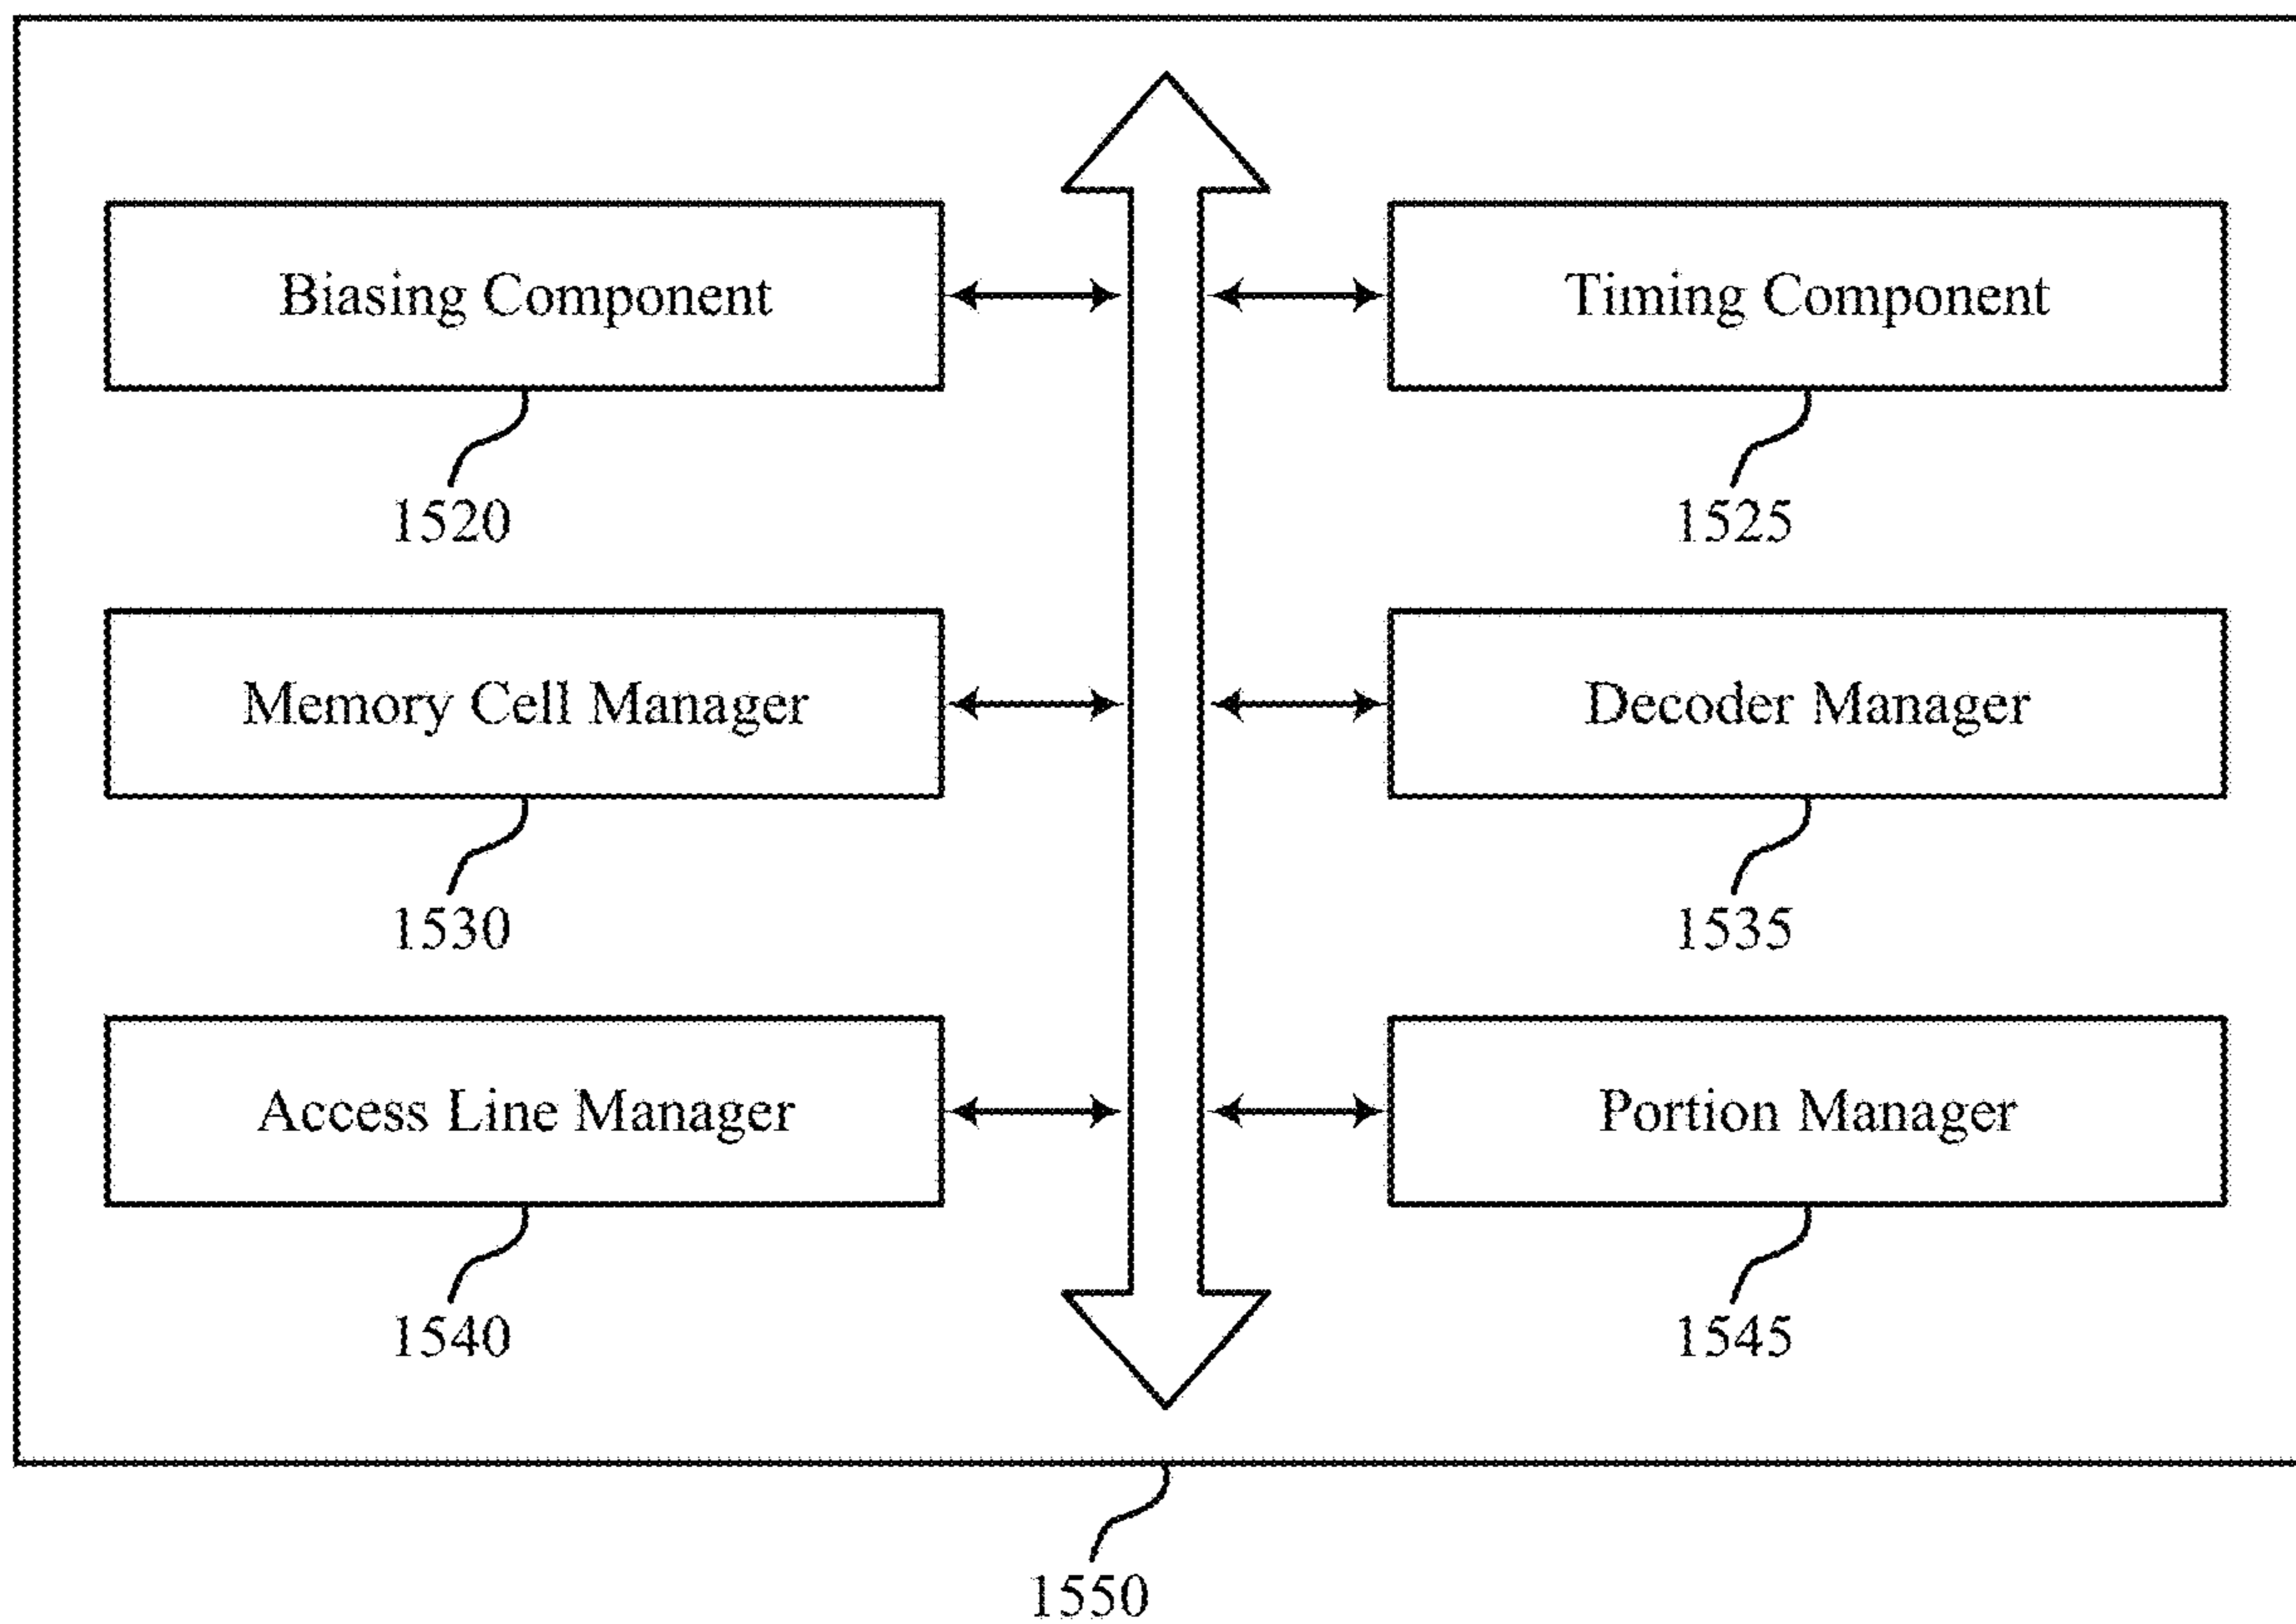 Biasing Component
Timing Component
1520
1525
Memory Cell Manager
Decoder Manager
1530
1535
Access Line Manager
Portion Manager
1540
1545
1550